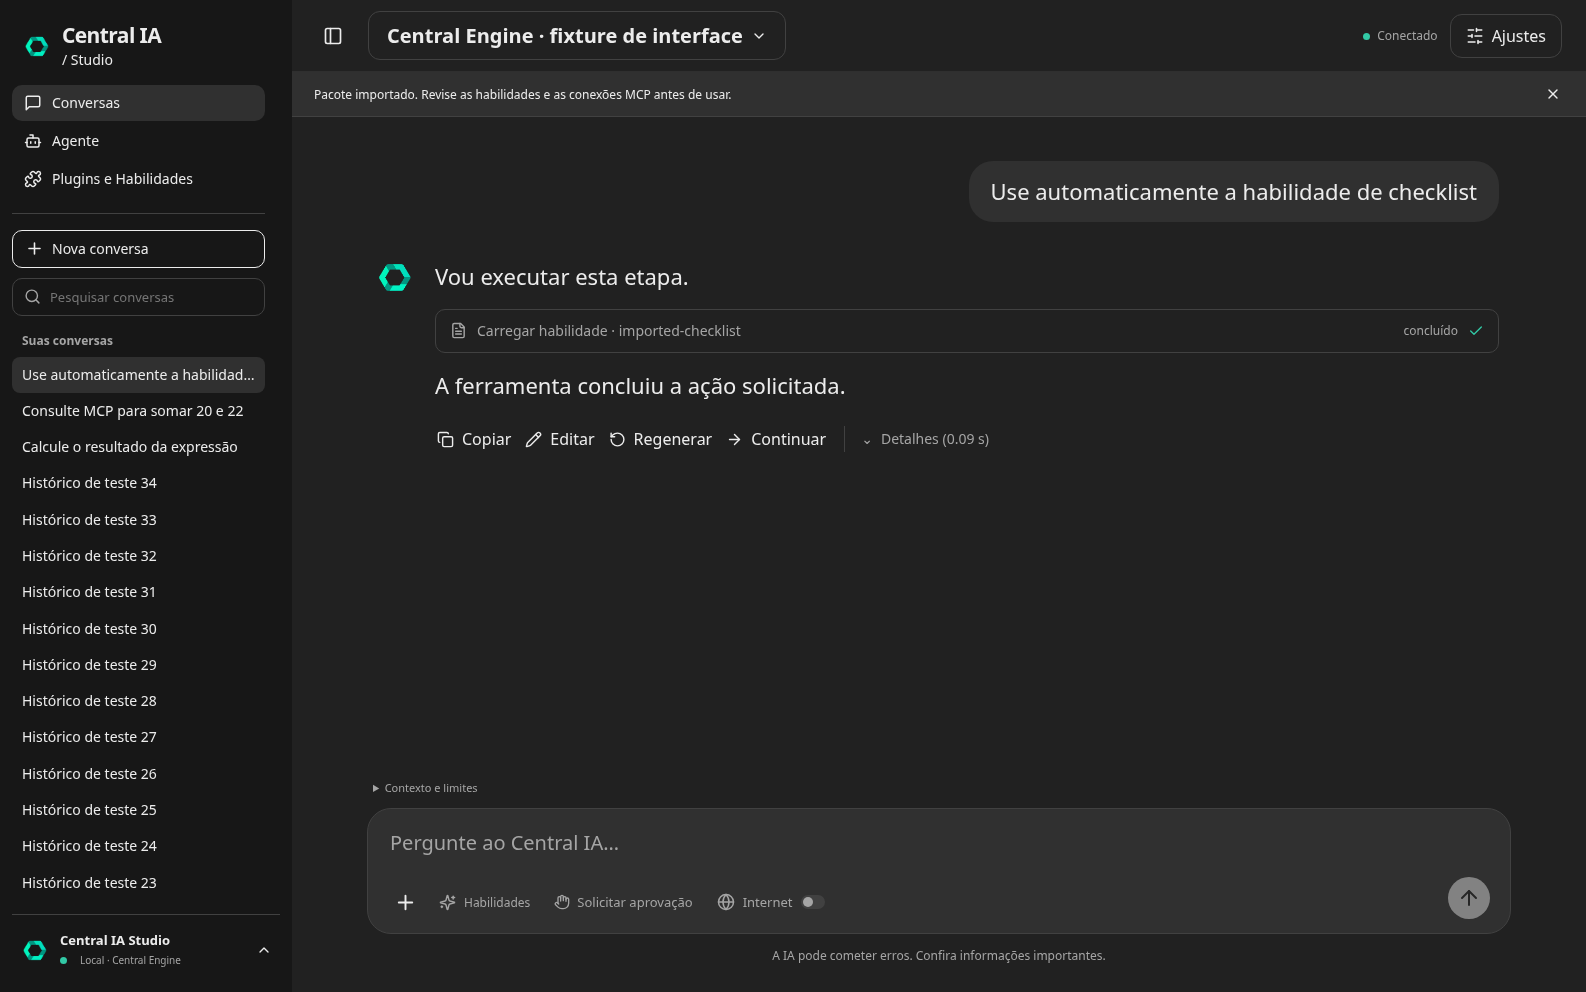 Central IA
/ Studio
Conversas
Agente
Plugins e Habilidades
Nova conversa
Pesquisar conversas
Suas conversas
Use automaticamente a habilidad...
Consulte MCP para somar 20 e 22
Calcule o resultado da expressão
Histórico de teste 34
Histórico de teste 33
Histórico de teste 32
Histórico de teste 31
Histórico de teste 30
Histórico de teste 29
Histórico de teste 28
Histórico de teste 27
Histórico de teste 26
Histórico de teste 25
Histórico de teste 24
Histórico de teste 23
Central IA Studio
Local · Central Engine
Central Engine · fixture de interface
Conectado
Ajustes
Pacote importado. Revise as habilidades e as conexões MCP antes de usar.
Use automaticamente a habilidade de checklist
Vou executar esta etapa.
Carregar habilidade · imported-checklist
concluído
A ferramenta concluiu a ação solicitada.
Copiar
Editar
Regenerar
Continuar
Detalhes (0.09 s)
Contexto e limites
Pergunte ao Central IA...
Habilidades
Solicitar aprovação
Internet
A IA pode cometer erros. Confira informações importantes.